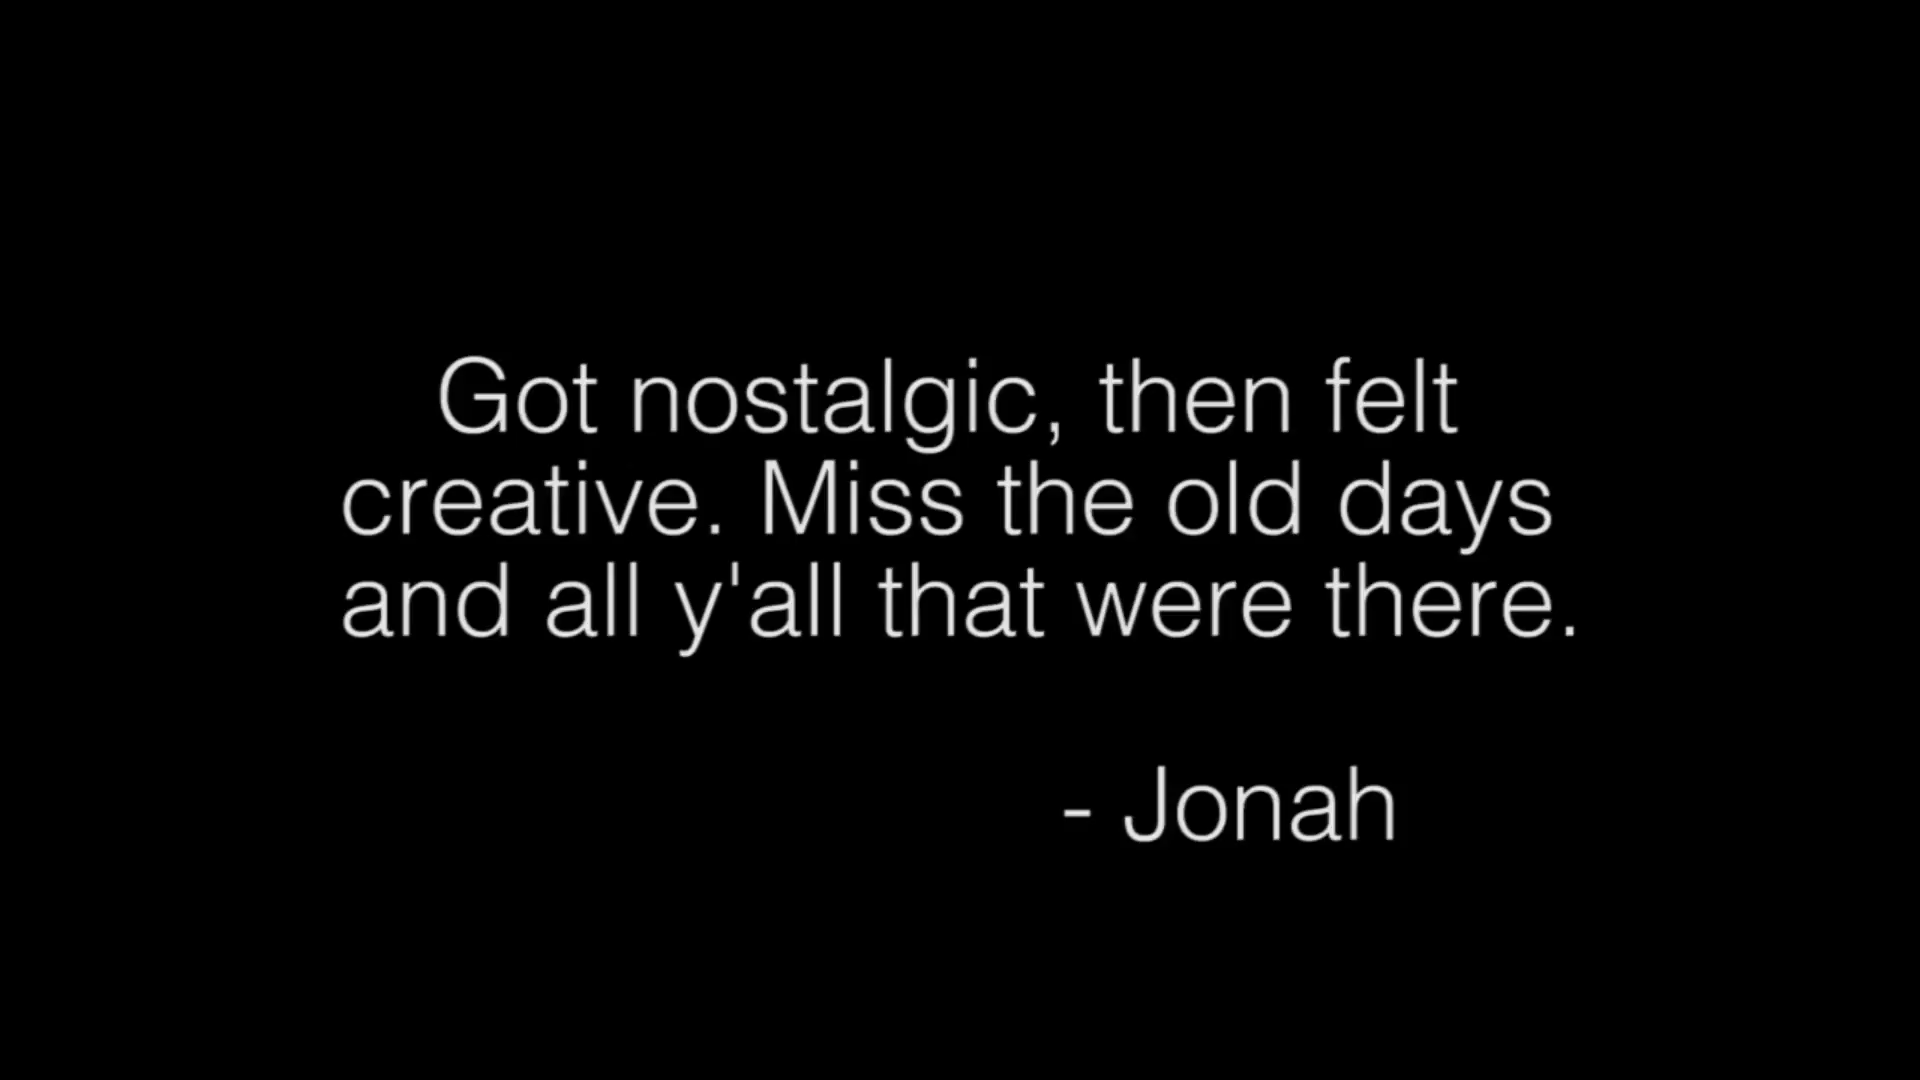 Got nostalgic, then felt
creative. Miss the old days
and all y'all that were there.
- Jonah